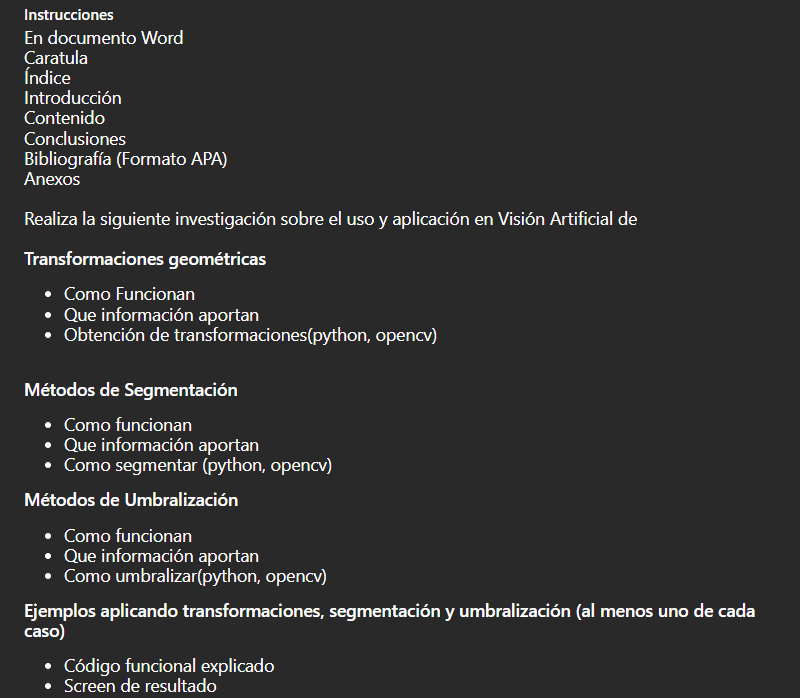 Instrucciones
En documento Word
Caratula
Índice
Introducción
Contenido
Conclusiones
Bibliografía (Formato APA)
Anexos
Realiza la siguiente investigación sobre el uso y aplicación en Visión Artificial de
Transformaciones geométricas
• Como Funcionan
• Que información aportan
• Obtención de transformaciones(python, opencv)
Métodos de Segmentación
• Como funcionan
• Que información aportan
• Como segmentar (python, opencv)
Métodos de Umbralización
• Como funcionan
• Que información aportan
• Como umbralizar(python, opencv)
Ejemplos aplicando transformaciones, segmentación y umbralización (al menos uno de cada
caso)
• Código funcional explicado
• Screen de resultado